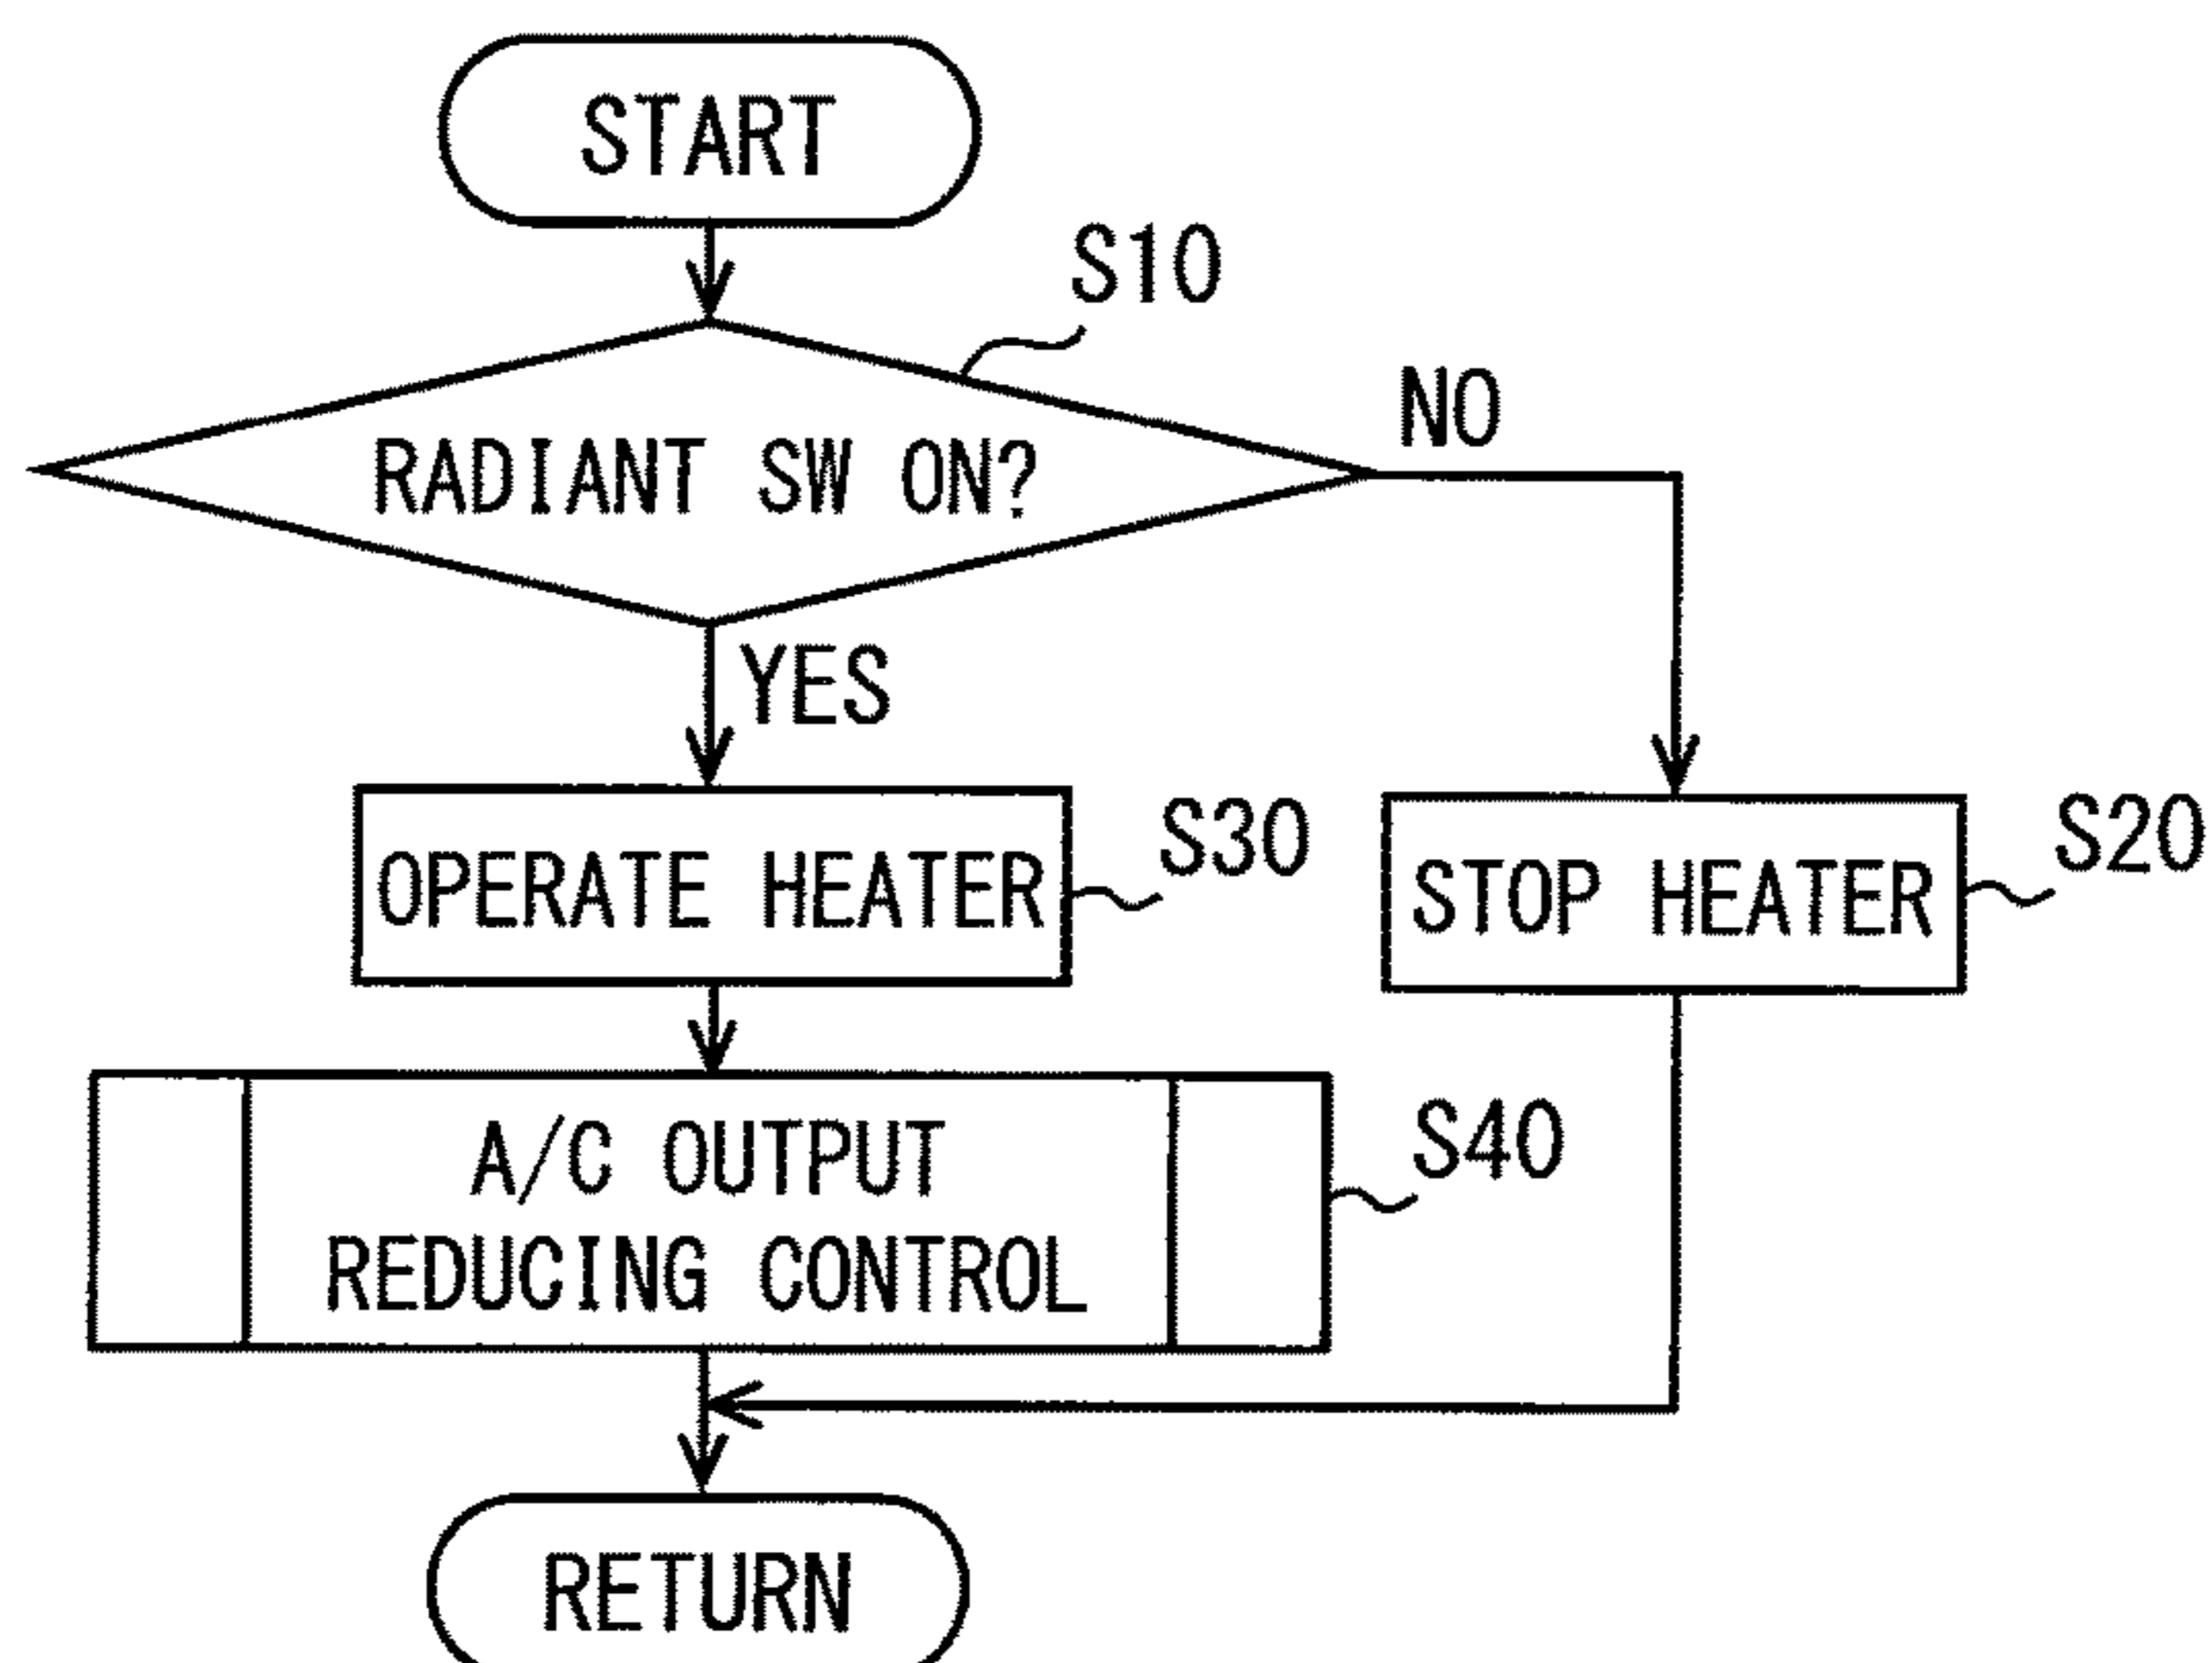 START
S10
RADIANT SW ON?
NO
YES
OPERATE HEATER
S30
STOP HEATER
S20
A/C OUTPUT
REDUCING CONTROL
S40
RETURN